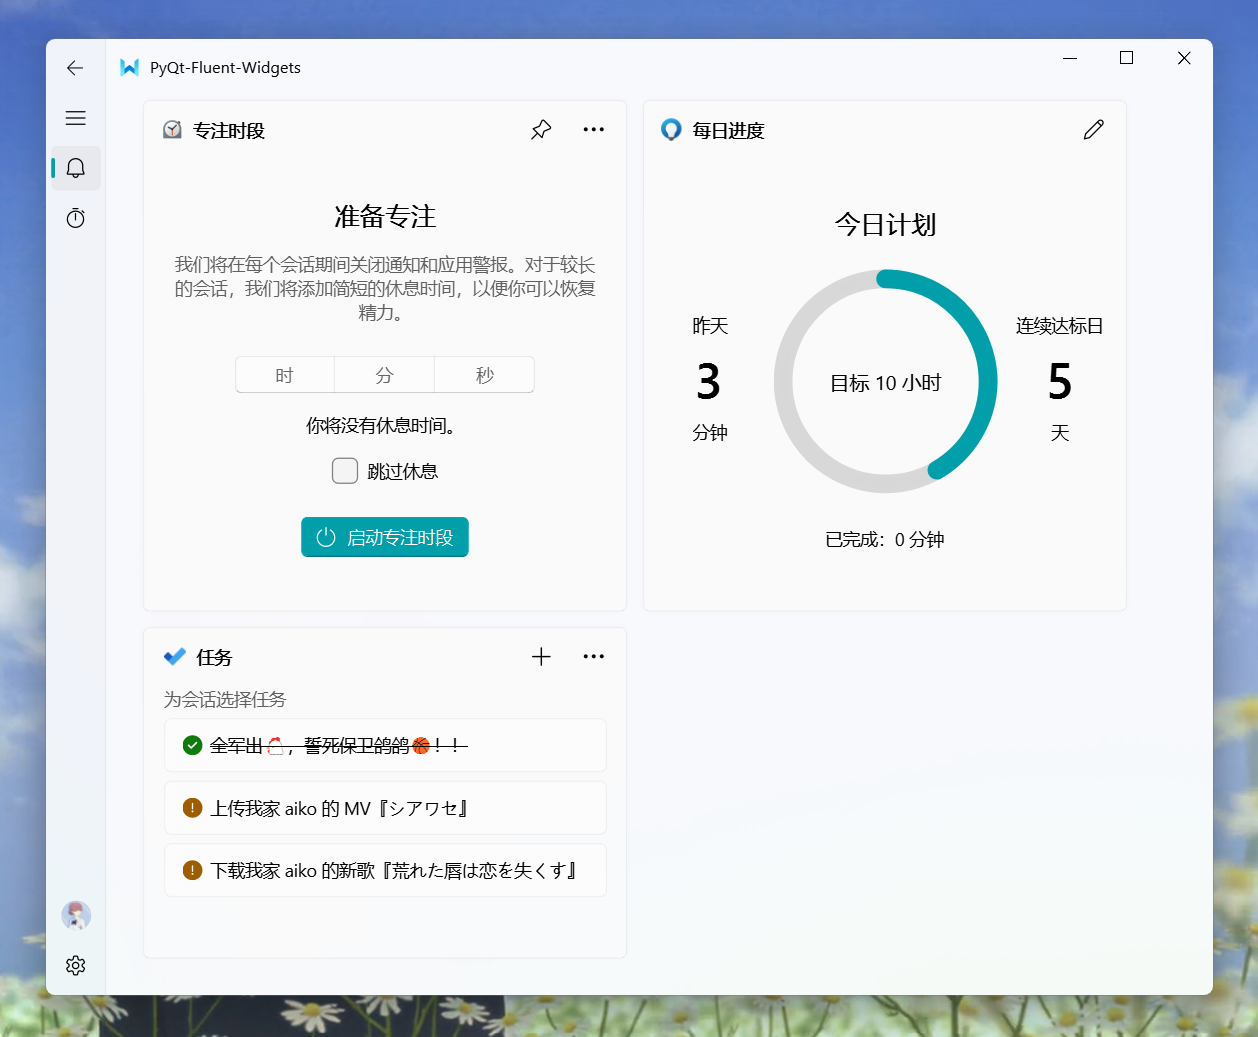 PyQt-Fluent-Widgets
专注时段
准备专注
我们将在每个会话期间关闭通知和应用警报。对于较长
的会话，我们将添加简短的休息时间，以便你可以恢复
精力。
时 分 秒
你将没有休息时间。
跳过休息
启动专注时段
每日进度
今日计划
昨天
3
分钟
目标 10 小时
连续达标日
5
天
已完成：0 分钟
任务
为会话选择任务
全军出🐔，誓死保卫鸽鸽🏀！！
上传我家 aiko 的 MV『シアワセ』
下载我家 aiko 的新歌『荒れた唇は恋を失くす』